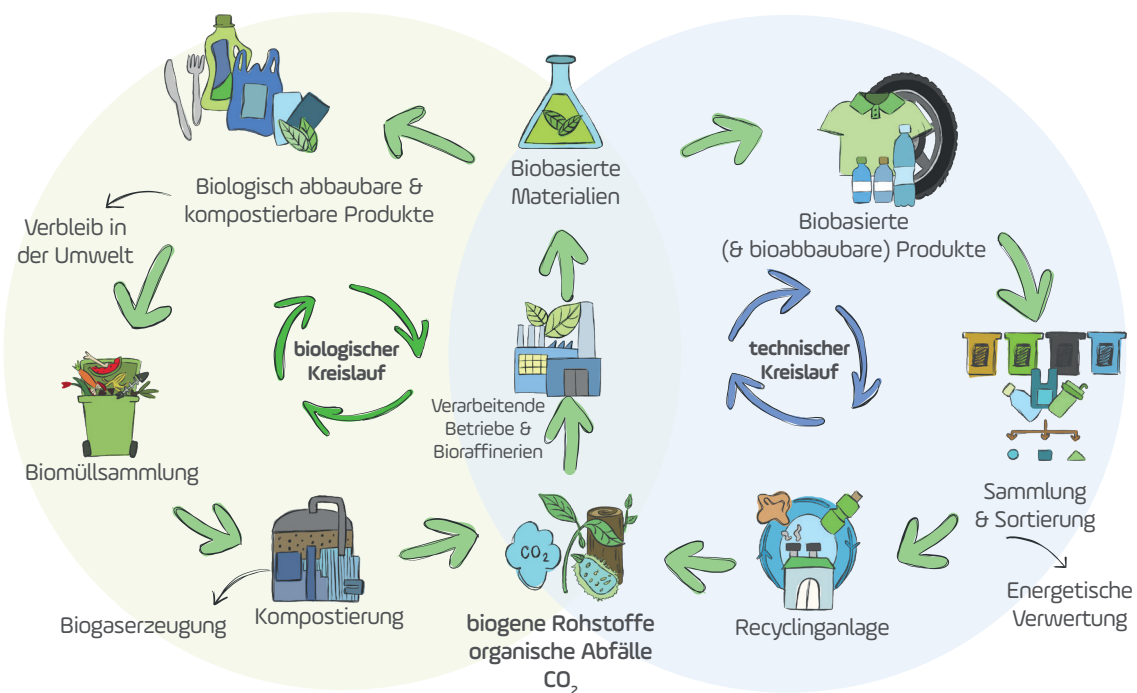 Biobasierte
Materialien
Biologisch abbaubare &
kompostierbare Produkte
Verbleib in
der Umwelt
Biobasierte
(& bioabbaubare) Produkte
biologischer
Kreislauf
technischer
Kreislauf
Verarbeitende
Betriebe &
Bioraffinerien
Biomüllsammlung
Sammlung
& Sortierung
CO₂
Energetische
Verwertung
Kompostierung
Biogaserzeugung
biogene Rohstoffe
organische Abfälle
CO₂
Recyclinganlage